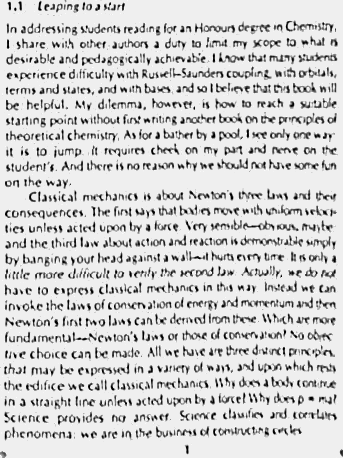 1.1 Leaping to a start
In addressing students reading for an Honours degree in Chemistry,
I share with other authors a duty to limit my scope to what is
desirable and pedagogically achievable. I know that many students
experience difficulty with Russell–Saunders coupling, with orbitals,
terms and states, and with bases, and so I believe that this book will
be helpful. My dilemma, however, is how to reach a suitable
starting point without first writing another book on the principles of
theoretical chemistry. As for a bather by a pool, I see only one way:
it is to jump. It requires cheek on my part and nerve on the
student's. And there is no reason why we should not have some fun
on the way.
Classical mechanics is about Newton's three laws and their
consequences. The first says that bodies move with uniform veloci-
ties unless acted upon by a force. Very sensible—obvious, maybe—
and the third law about action and reaction is demonstrable simply
by banging your head against a wall—it hurts every time. It is only a
little more difficult to verify the second law. Actually, we do not
have to express classical mechanics in this way. Instead we can
invoke the laws of conservation of energy and momentum and then
Newton's first two laws can be derived from these. Which are more
fundamental—Newton's laws or those of conservation? No objec-
tive choice can be made. All we have are three distinct principles,
that may be expressed in a variety of ways, and upon which rests
the edifice we call classical mechanics. Why does a body continue
in a straight line unless acted upon by a force? Why does p = ma?
Science provides no answer. Science classifies and correlates
phenomena: we are in the business of constructing circles
1